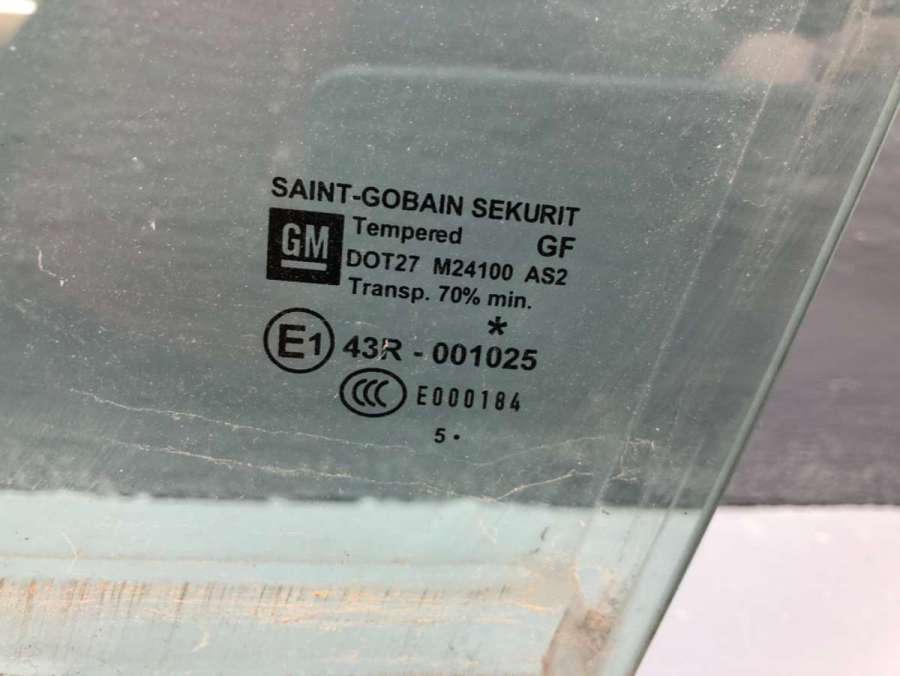 SAINT-GOBAIN SEKURIT
GM
Tempered GF
DOT27 M24100 AS2
Transp. 70% min.
*
E1 43R - 001025
CCC E000184
5 •